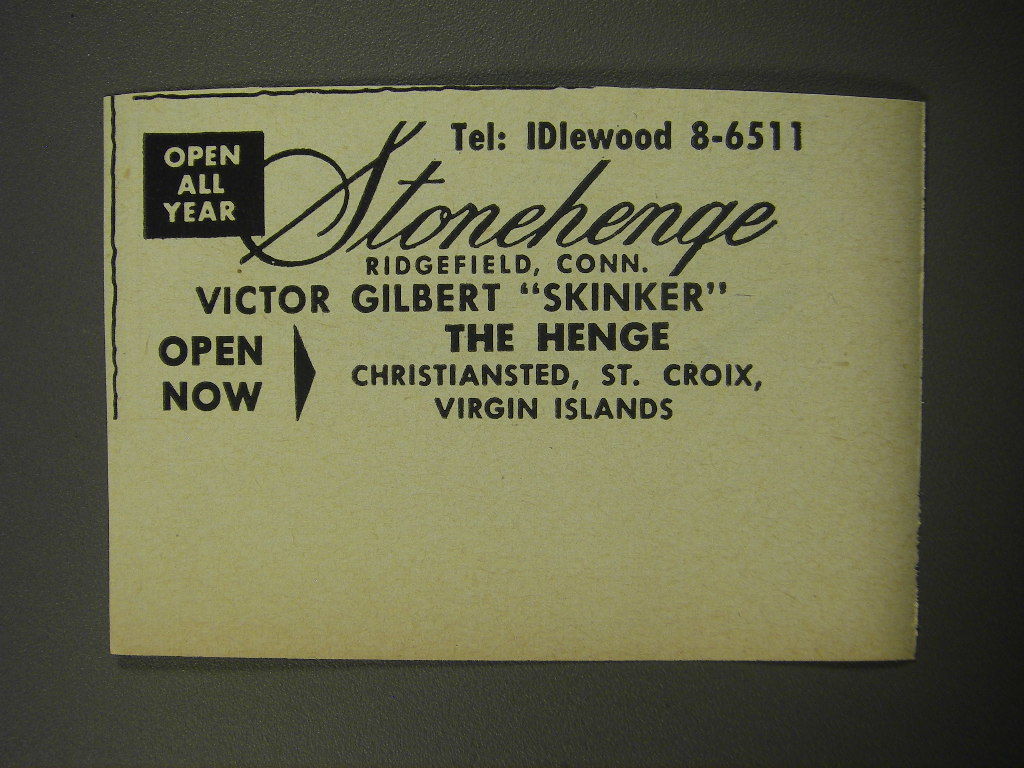 Tel: IDlewood 8-6511
OPEN
ALL
YEAR
Stonehenge
RIDGEFIELD, CONN.
VICTOR GILBERT “SKINKER”
OPEN
NOW
THE HENGE
CHRISTIANSTED, ST. CROIX,
VIRGIN ISLANDS